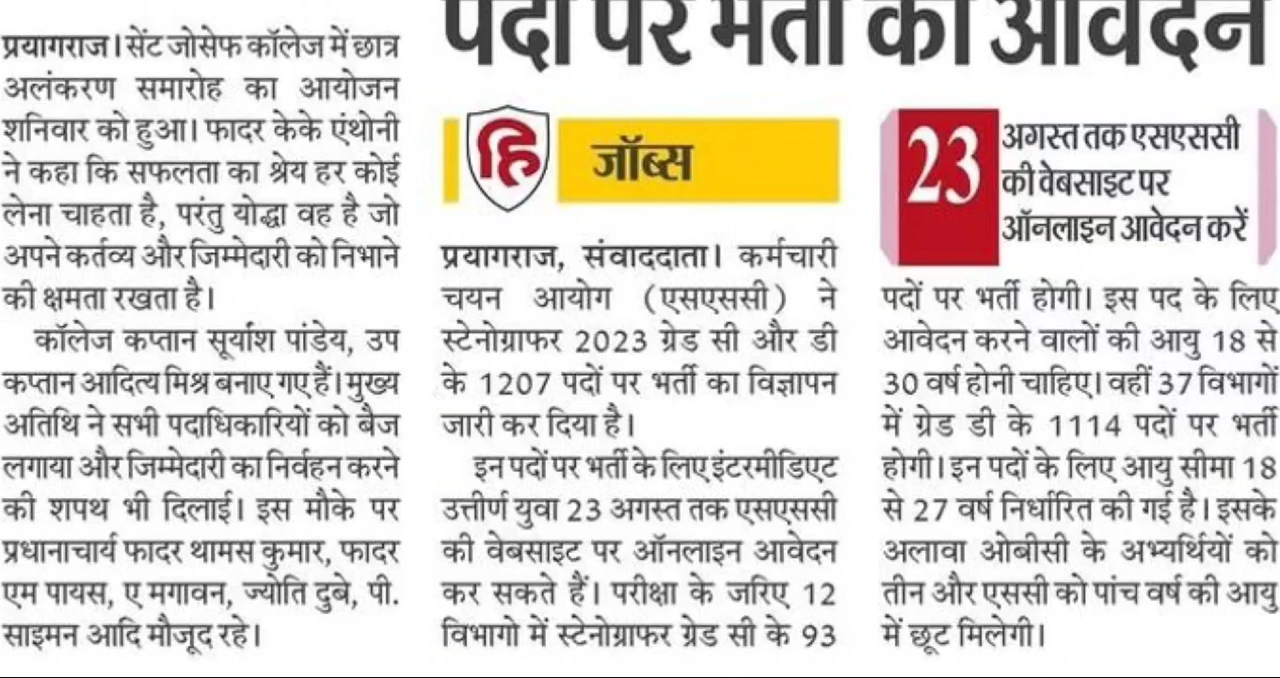 प्रयागराज। सेंट जोसेफ कॉलेज में छात्र
अलंकरण समारोह का आयोजन
शनिवार को हुआ। फादर केके एंथोनी
ने कहा कि सफलता का श्रेय हर कोई
लेना चाहता है, परंतु योद्धा वह है जो
अपने कर्तव्य और जिम्मेदारी को निभाने
की क्षमता रखता है।
कॉलेज कप्तान सूर्यांश पांडेय, उप
कप्तान आदित्य मिश्र बनाए गए हैं। मुख्य
अतिथि ने सभी पदाधिकारियों को बैज
लगाया और जिम्मेदारी का निर्वहन करने
की शपथ भी दिलाई। इस मौके पर
प्रधानाचार्य फादर थामस कुमार, फादर
एम पायस, ए मगावन, ज्योति दुबे, पी.
साइमन आदि मौजूद रहे।
पदों पर भर्ती को आवेदन
हि
जॉब्स
प्रयागराज, संवाददाता। कर्मचारी
चयन आयोग (एसएससी) ने
स्टेनोग्राफर 2023 ग्रेड सी और डी
के 1207 पदों पर भर्ती का विज्ञापन
जारी कर दिया है।
इन पदों पर भर्ती के लिए इंटरमीडिएट
उत्तीर्ण युवा 23 अगस्त तक एसएससी
की वेबसाइट पर ऑनलाइन आवेदन
कर सकते हैं। परीक्षा के जरिए 12
विभागो में स्टेनोग्राफर ग्रेड सी के 93
23
अगस्त तक एसएससी
की वेबसाइट पर
ऑनलाइन आवेदन करें
पदों पर भर्ती होगी। इस पद के लिए
आवेदन करने वालों की आयु 18 से
30 वर्ष होनी चाहिए। वहीं 37 विभागों
में ग्रेड डी के 1114 पदों पर भर्ती
होगी। इन पदों के लिए आयु सीमा 18
से 27 वर्ष निर्धारित की गई है। इसके
अलावा ओबीसी के अभ्यर्थियों को
तीन और एससी को पांच वर्ष की आयु
में छूट मिलेगी।